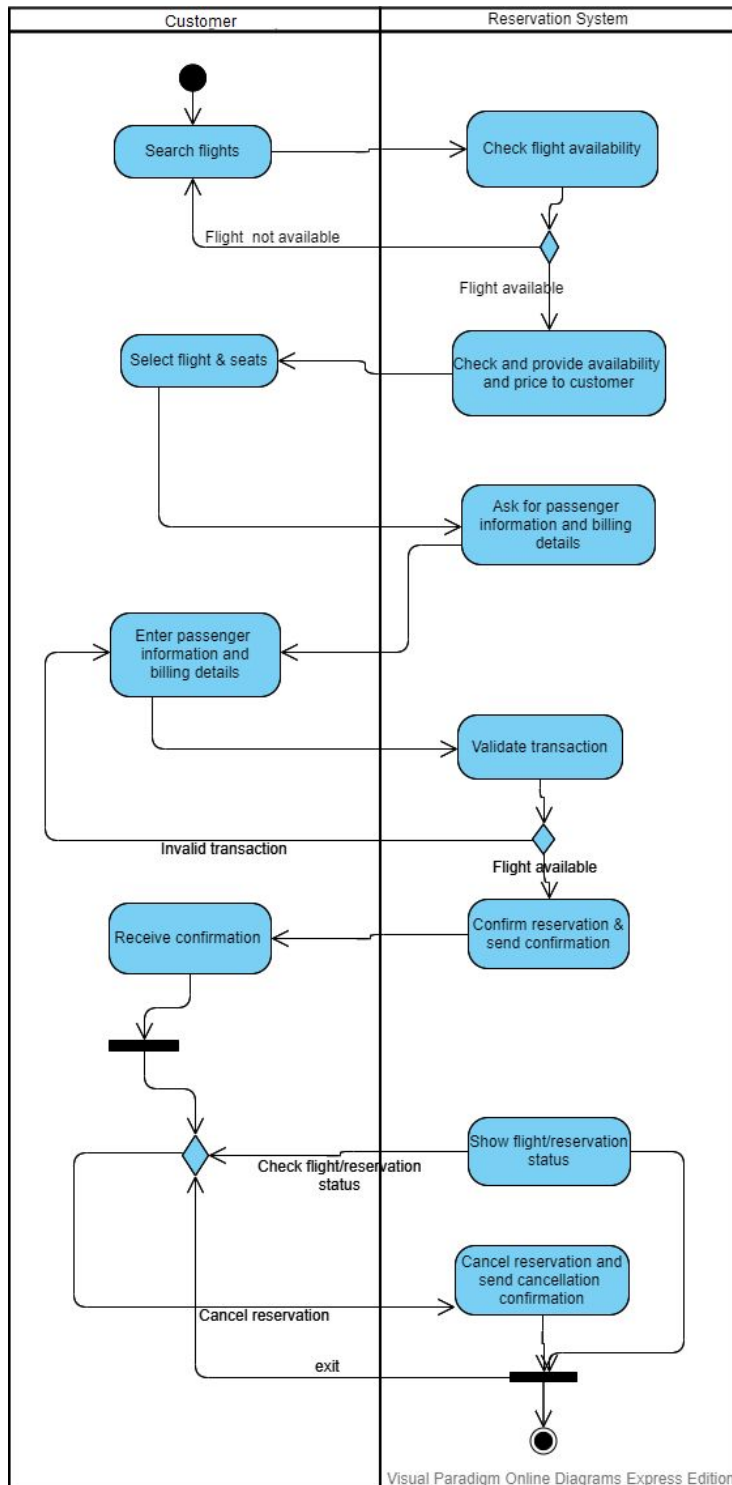 Customer
Reservation System
Search flights
Check flight availability
Flight  not available
Flight available
Select flight & seats
Check and provide availability
and price to customer
Ask for passenger
information and billing
details
Enter passenger
information and
billing details
Validate transaction
Invalid transaction
Flight available
Receive confirmation
Confirm reservation &
send confirmation
Show flight/reservation
status
Check flight/reservation
status
Cancel reservation and
send cancellation
confirmation
Cancel reservation
exit
Visual Paradigm Online Diagrams Express Edition